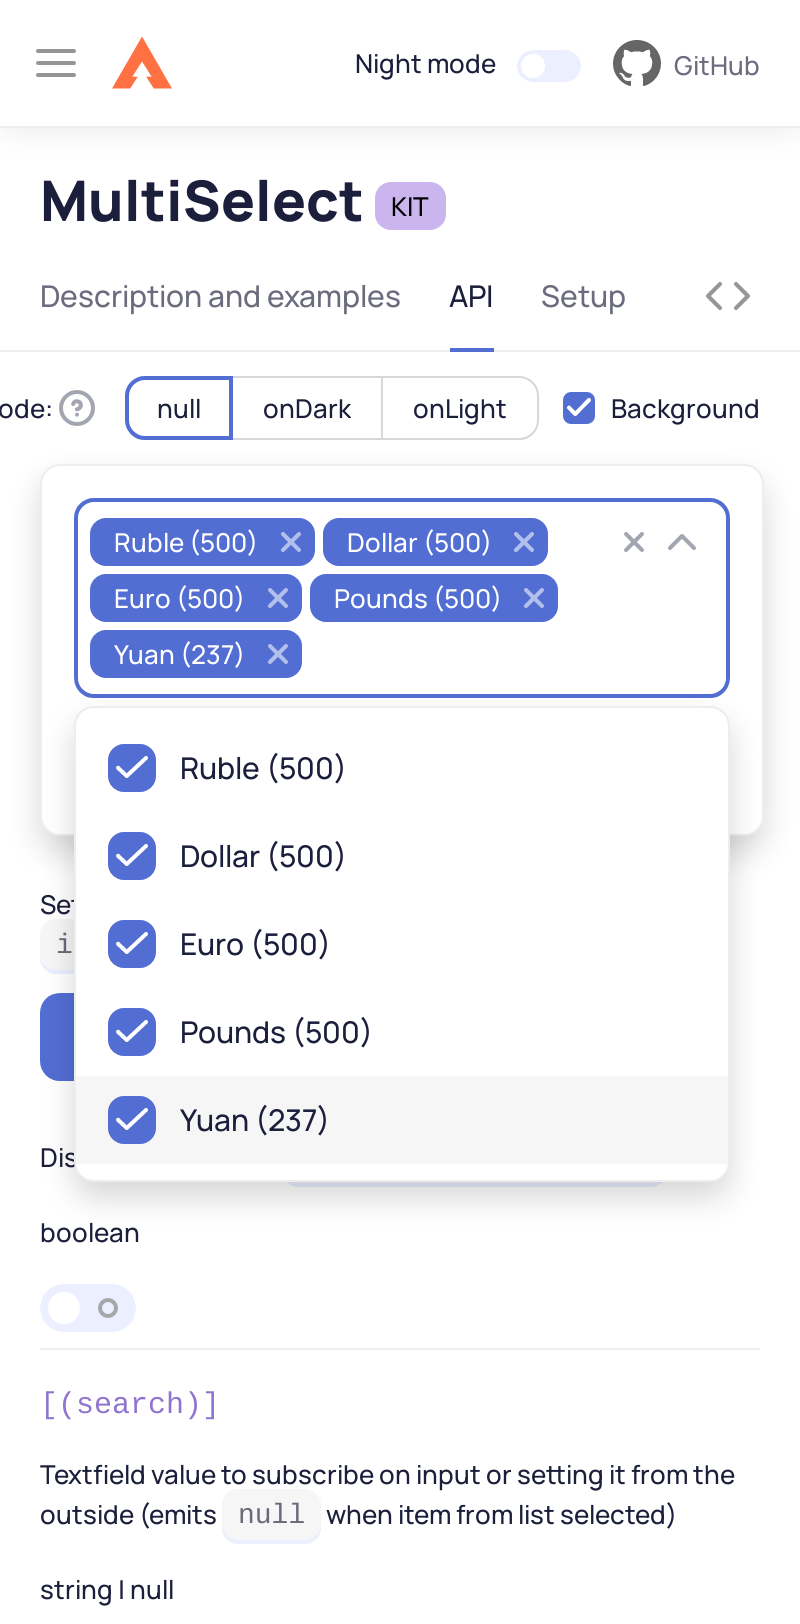 Night mode GitHub
MultiSelect KIT
Description and examples API Setup
ode: null onDark onLight Background
Ruble (500) Dollar (500)
Euro (500) Pounds (500)
Yuan (237)
Ruble (500)
Dollar (500)
Euro (500)
Pounds (500)
Yuan (237)
boolean
[(search)]
Textfield value to subscribe on input or setting it from the
outside (emits null when item from list selected)
string | null